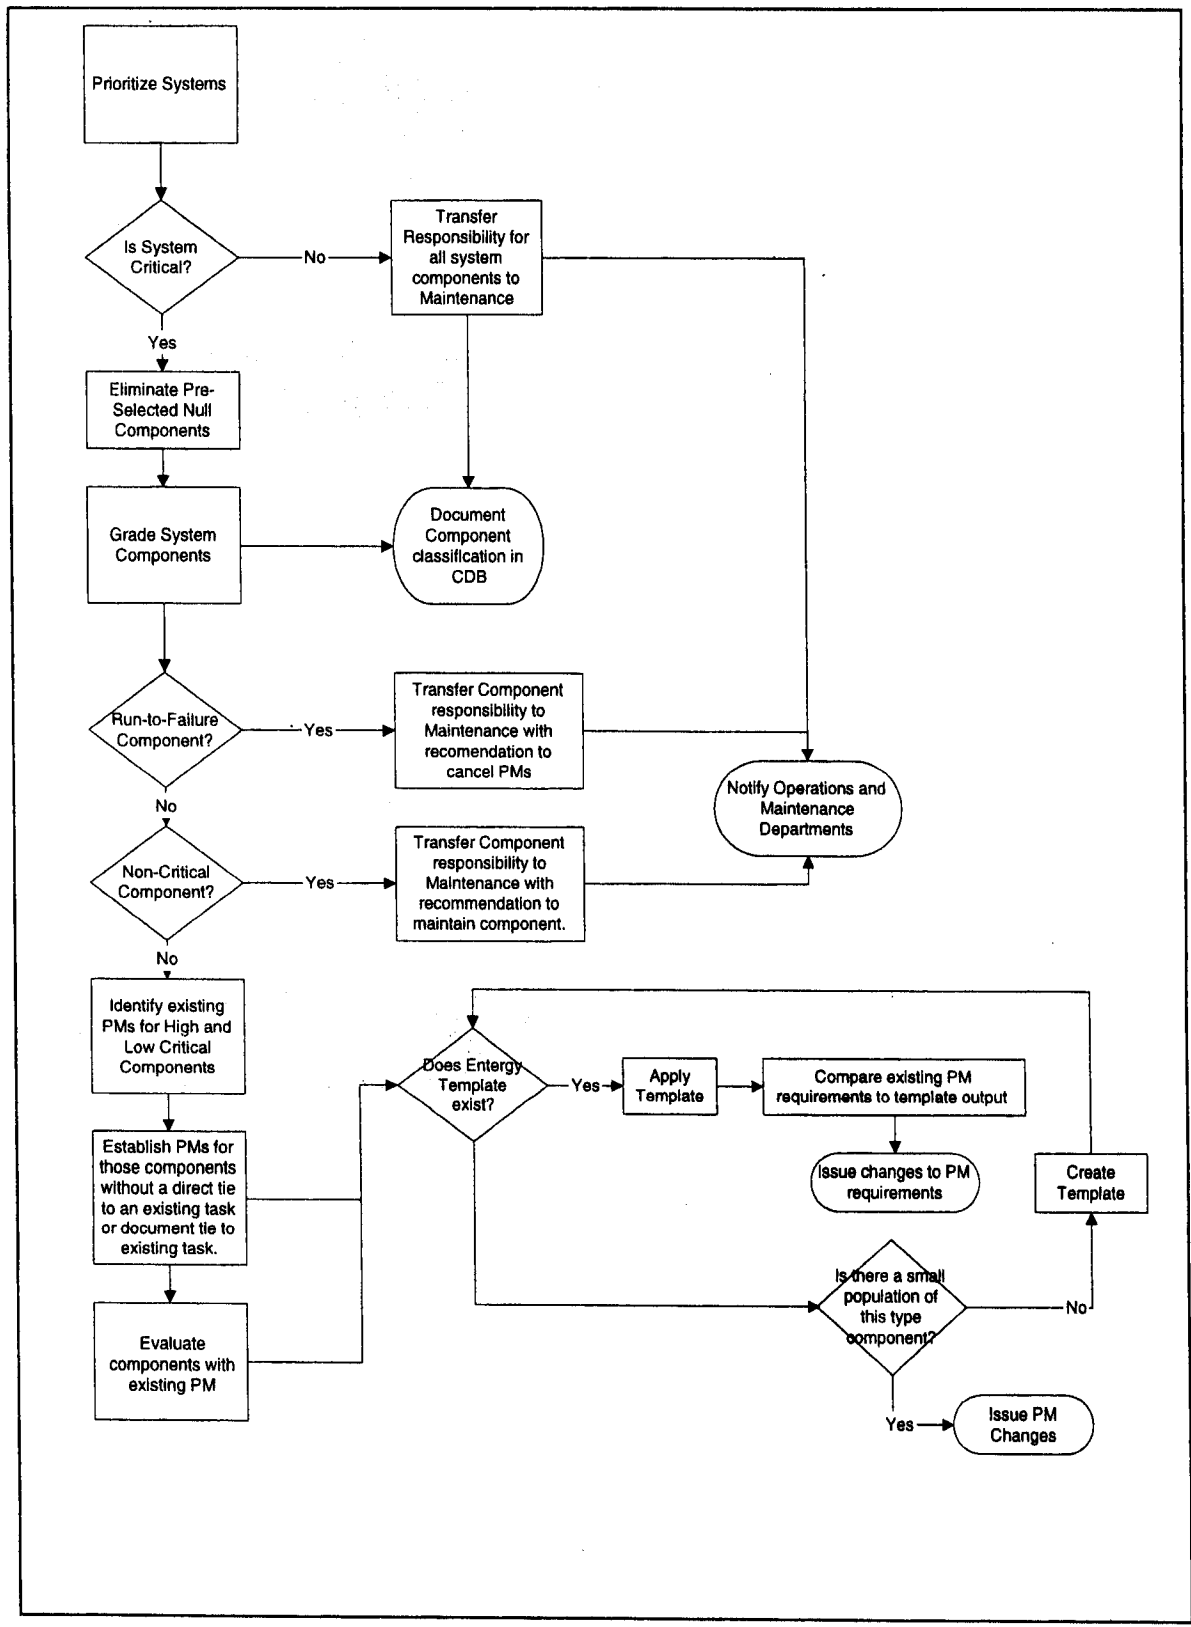 Prioritize Systems
Is System
Critical?
No
Transfer
Responsibility for
all system
components to
Maintenance
Yes
Eliminate Pre-
Selected Null
Components
Grade System
Components
Document
Component
classification in
CDB
Run-to-Failure
Component?
Yes
Transfer Component
responsibility to
Maintenance with
recomendation to
cancel PMs
Notify Operations and
Maintenance
Departments
No
Non-Critical
Component?
Yes
Transfer Component
responsibility to
Maintenance with
recommendation to
maintain component.
No
Identify existing
PMs for High and
Low Critical
Components
Does Entergy
Template
exist?
Yes
Apply
Template
Compare existing PM
requirements to template output
Establish PMs for
those components
without a direct tie
to an existing task
or document tie to
existing task.
Issue changes to PM
requirements
Create
Template
Is there a small
population of
this type
component?
No
Evaluate
components with
existing PM
Yes
Issue PM
Changes